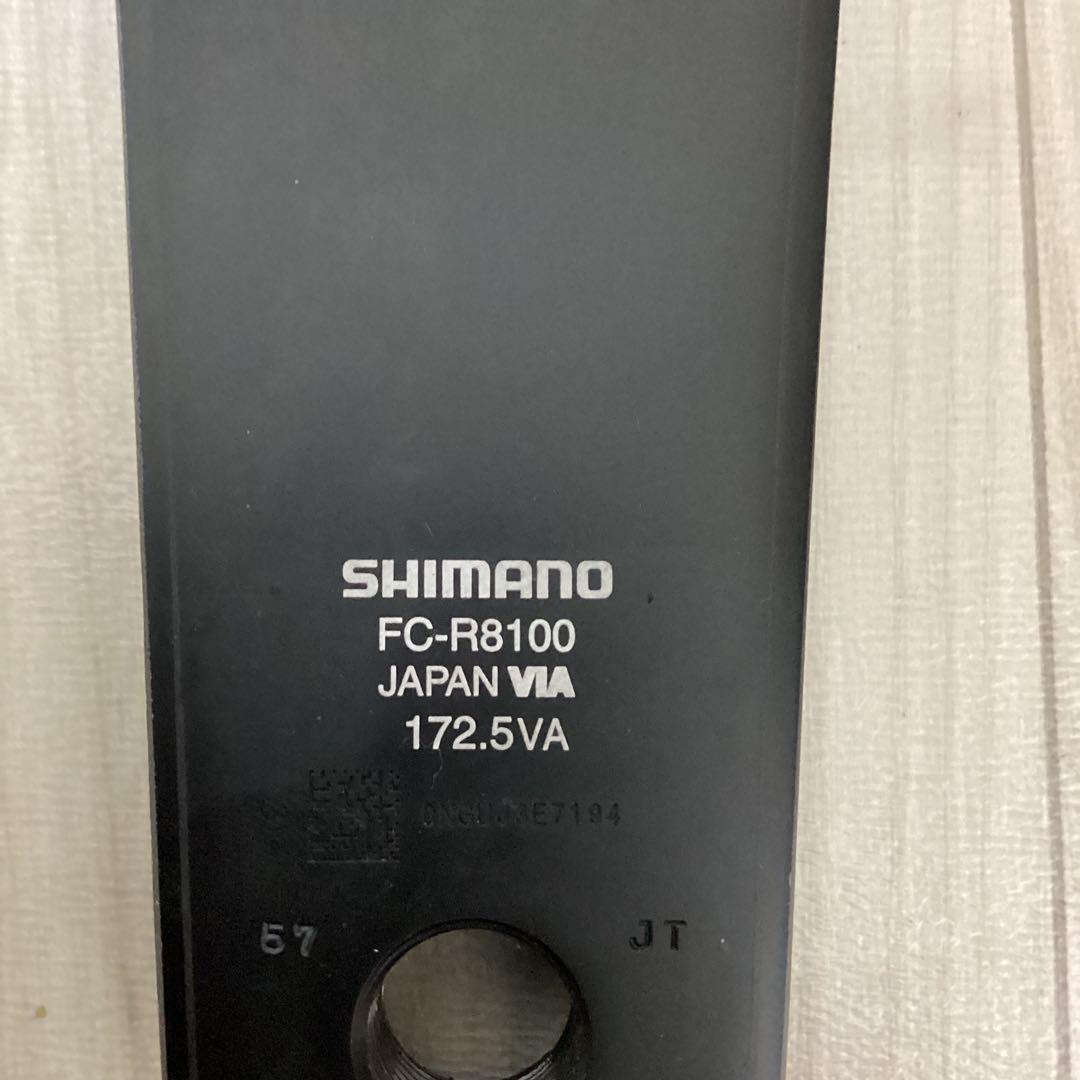 SHIMANO
FC-R8100
JAPAN VIA
172.5VA
57 JT